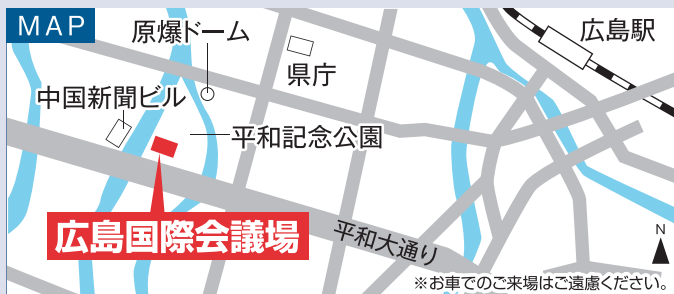 MAP
原爆ドーム
広島駅
県庁
中国新聞ビル
平和記念公園
広島国際会議場
平和大通り
N
※お車でのご来場はご遠慮ください。